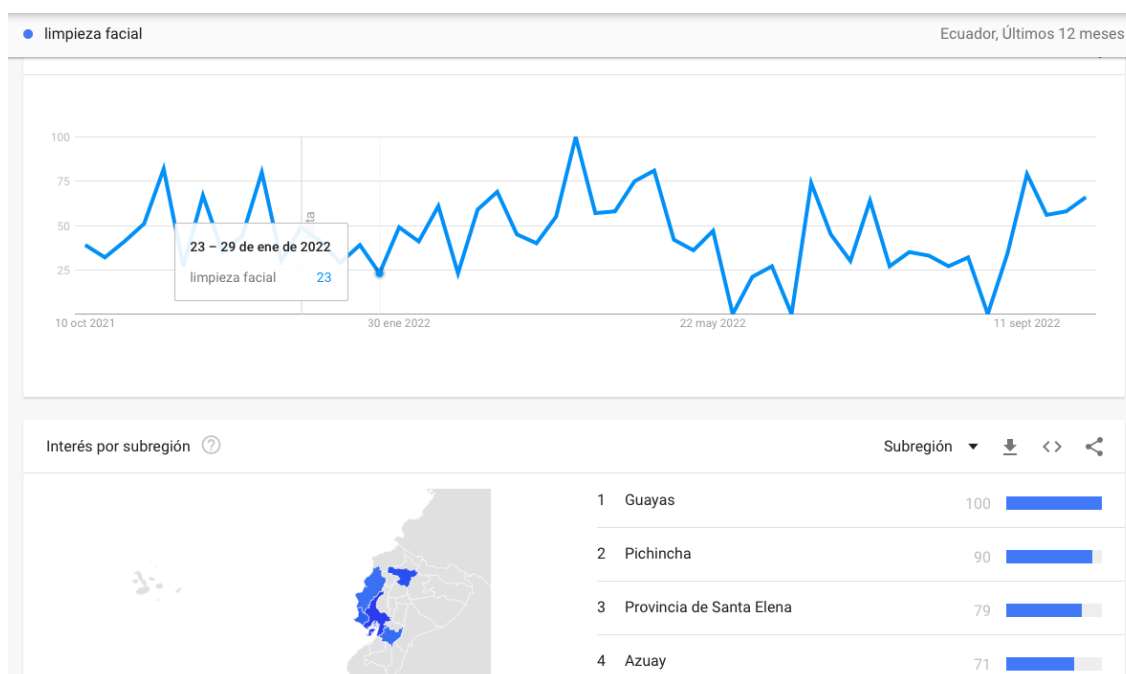 limpieza facial
Ecuador, Últimos 12 meses
100
75
50
25
23 – 29 de ene de 2022
limpieza facial 23
10 oct 2021 30 ene 2022 22 may 2022 11 sept 2022
Interés por subregión ?
Subregión
1 Guayas 100
2 Pichincha 90
3 Provincia de Santa Elena 79
4 Azuay 71